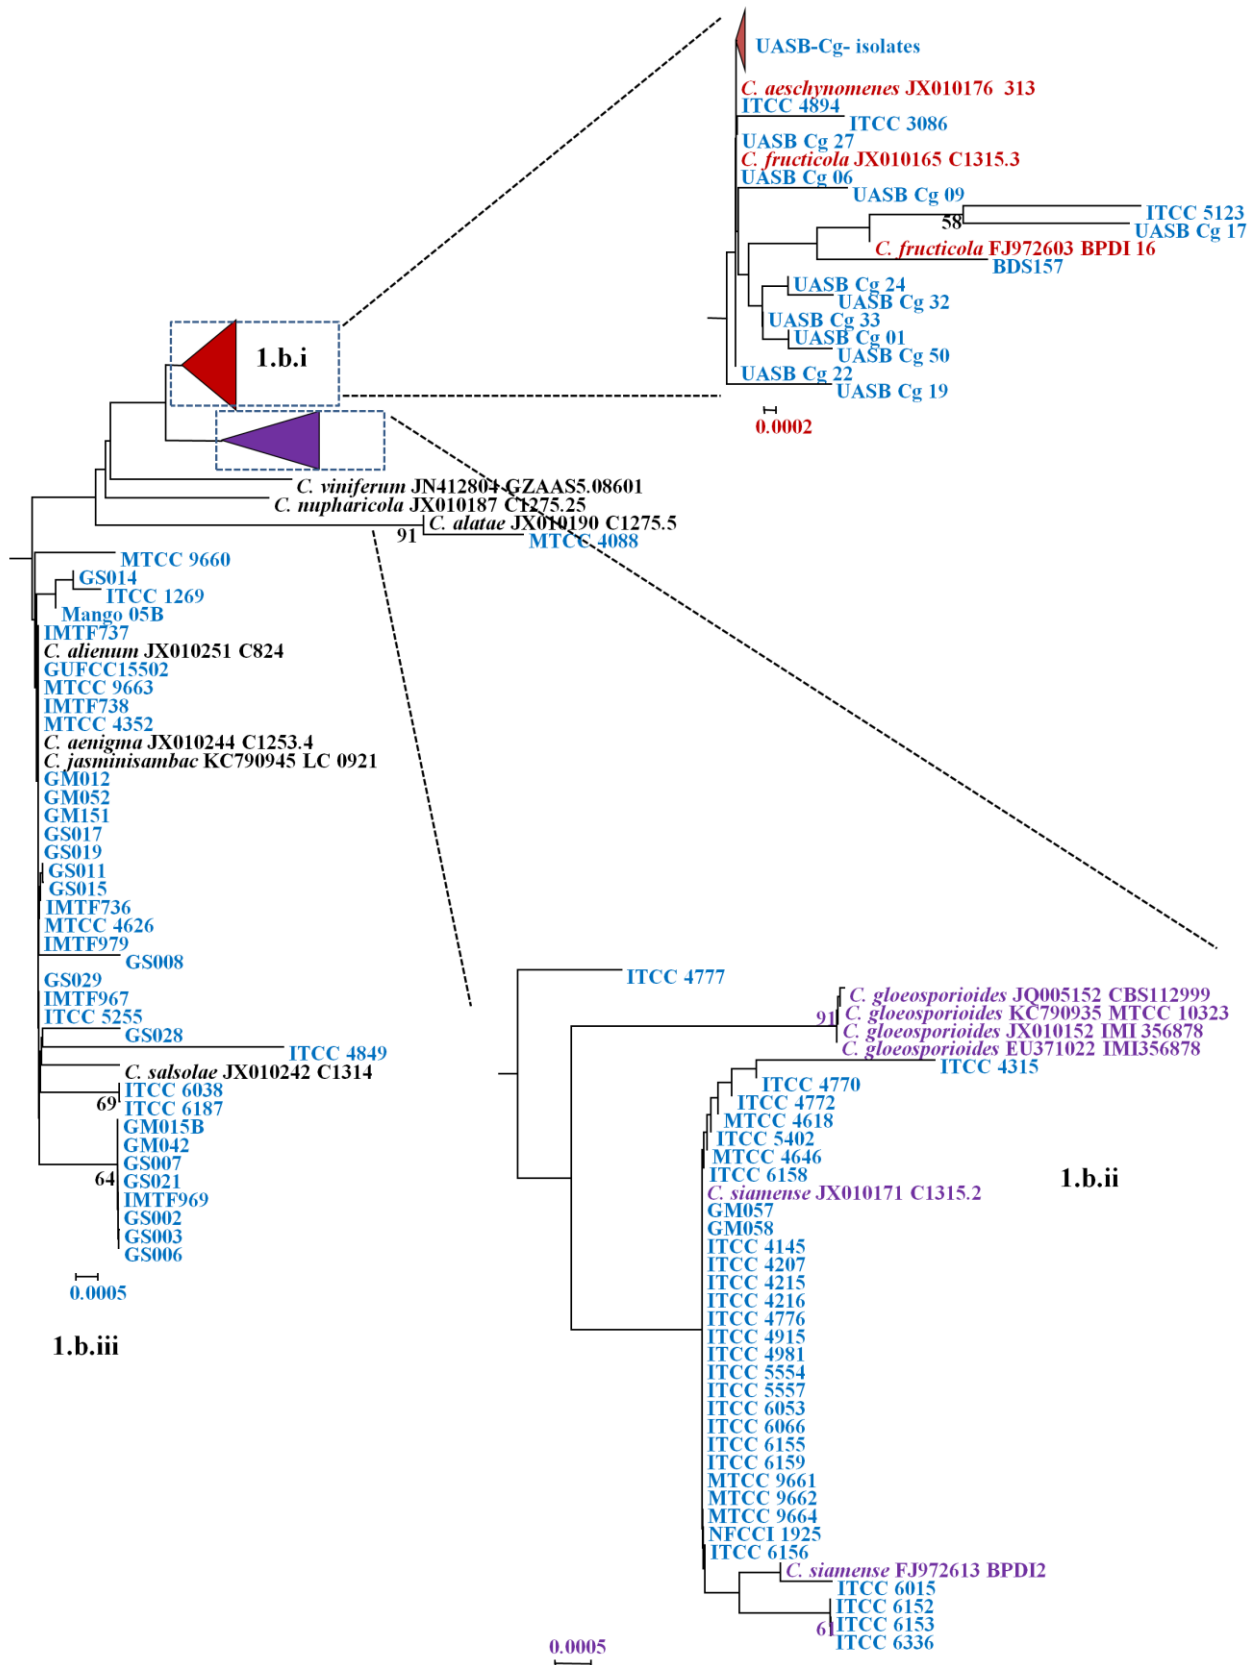 UASB-Cg- isolates
C. aeschynomenes JX010176 313
ITCC 4894
ITCC 3086
UASB Cg 27
C. fructicola JX010165 C1315.3
UASB Cg 06
UASB Cg 09
ITCC 5123
58
UASB Cg 17
C. fructicola FJ972603 BPDI 16
BDS157
UASB Cg 24
UASB Cg 32
UASB Cg 33
UASB Cg 01
UASB Cg 50
UASB Cg 22
UASB Cg 19
0.0002
1.b.i
C. viniferum JN412804 GZAAS5.08601
C. nupharicola JX010187 C1275.25
C. alatae JX010190 C1275.5
91
MTCC 4088
MTCC 9660
GS014
ITCC 1269
Mango 05B
IMTF737
C. alienum JX010251 C824
GUFCC15502
MTCC 9663
IMTF738
MTCC 4352
C. aenigma JX010244 C1253.4
C. jasminisambac KC790945 LC 0921
GM012
GM052
GM151
GS017
GS019
GS011
GS015
IMTF736
MTCC 4626
IMTF979
GS008
GS029
IMTF967
ITCC 5255
GS028
ITCC 4849
C. salsolae JX010242 C1314
ITCC 6038
69
ITCC 6187
GM015B
GM042
GS007
64
GS021
IMTF969
GS002
GS003
GS006
0.0005
1.b.iii
ITCC 4777
C. gloeosporioides JQ005152 CBS112999
C. gloeosporioides KC790935 MTCC 10323
91
C. gloeosporioides JX010152 IMI 356878
C. gloeosporioides EU371022 IMI356878
ITCC 4315
ITCC 4770
ITCC 4772
MTCC 4618
ITCC 5402
MTCC 4646
ITCC 6158
1.b.ii
C. siamense JX010171 C1315.2
GM057
GM058
ITCC 4145
ITCC 4207
ITCC 4215
ITCC 4216
ITCC 4776
ITCC 4915
ITCC 4981
ITCC 5554
ITCC 5557
ITCC 6053
ITCC 6066
ITCC 6155
ITCC 6159
MTCC 9661
MTCC 9662
MTCC 9664
NFCCI 1925
ITCC 6156
C. siamense FJ972613 BPDI2
ITCC 6015
ITCC 6152
61
ITCC 6153
ITCC 6336
0.0005